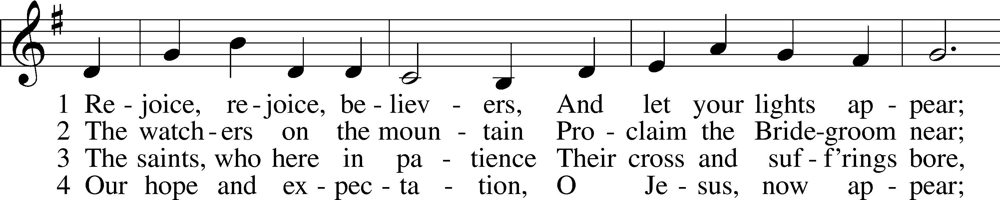 1 Re - joice, re - joice, be - liev - ers, And let your lights ap - pear;
2 The watch - ers on the moun - tain Pro - claim the Bride - groom near;
3 The saints, who here in pa - tience Their cross and suf - f'rings bore,
4 Our hope and ex - pec - ta - tion, O Je - sus, now ap - pear;